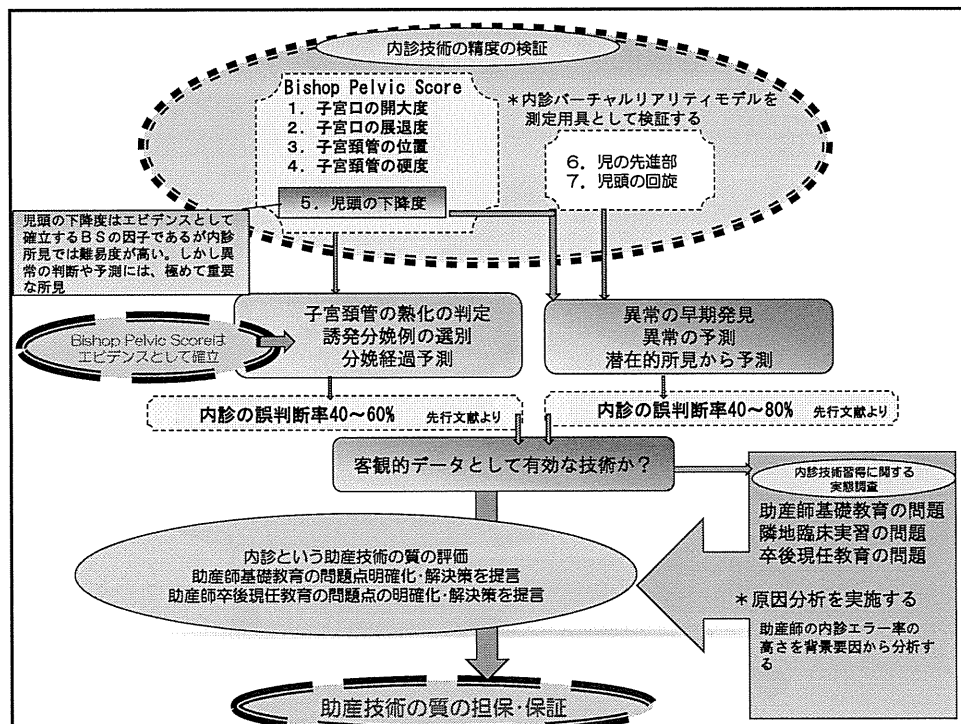 内診技術の精度の検証
Bishop Pelvic Score
1．子宮口の開大度
2．子宮口の展退度
3．子宮頚管の位置
4．子宮頚管の硬度
5．児頭の下降度
＊内診バーチャルリアリティモデルを
測定用具として検証する
6．児の先進部
7．児頭の回旋
児頭の下降度はエビデンスとして
確立するＢＳの因子であるが内診
所見では難易度が高い。しかし異
常の判断や予測には、極めて重要
な所見
Bishop Pelvic Scoreは
エビデンスとして確立
子宮頚管の熟化の判定
誘発分娩例の選別
分娩経過予測
異常の早期発見
異常の予測
潜在的所見から予測
内診の誤判断率40～60% 先行文献より
内診の誤判断率40～80% 先行文献より
客観的データとして有効な技術か？
内診技術習得に関する
実態調査
助産師基礎教育の問題
隣地臨床実習の問題
卒後現任教育の問題
＊原因分析を実施する
助産師の内診エラー率の
高さを背景要因から分析す
る
内診という助産技術の質の評価
助産師基礎教育の問題点明確化・解決策を提言
助産師卒後現任教育の問題点の明確化・解決策を提言
助産技術の質の担保・保証